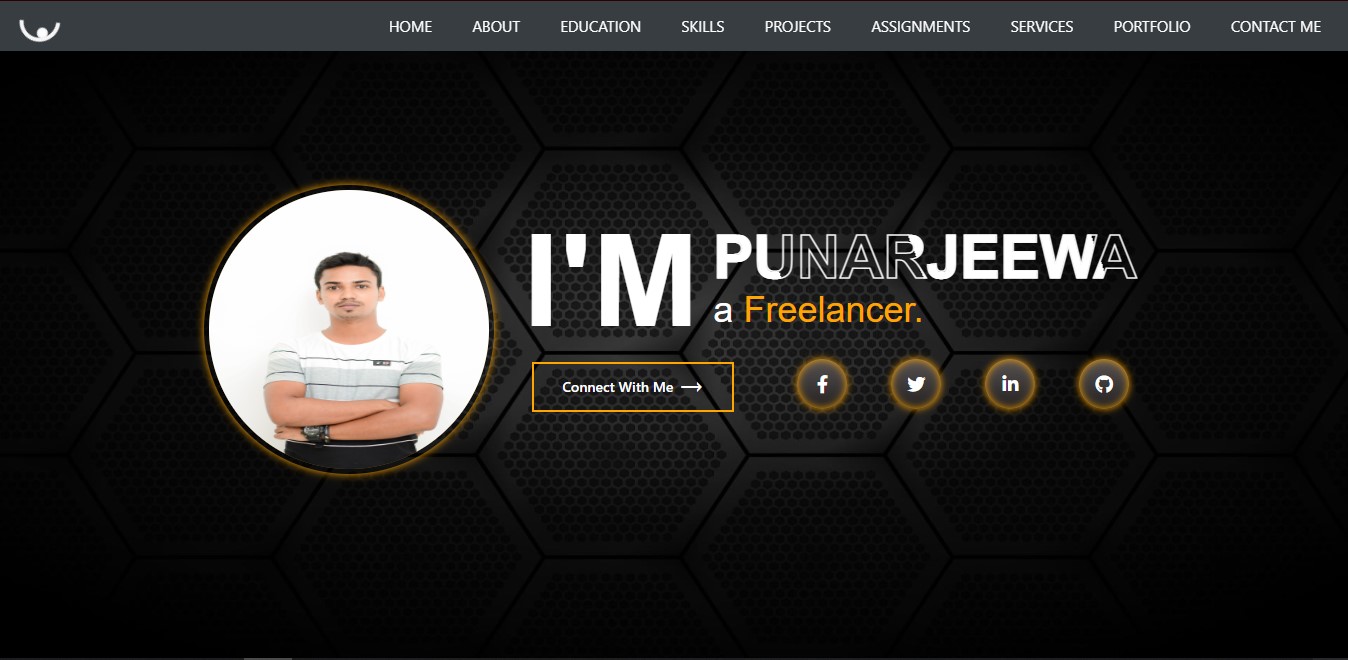 HOME ABOUT EDUCATION SKILLS PROJECTS ASSIGNMENTS SERVICES PORTFOLIO CONTACT ME
I'M PUNARJEEWA
a Freelancer.
Connect With Me ⟶